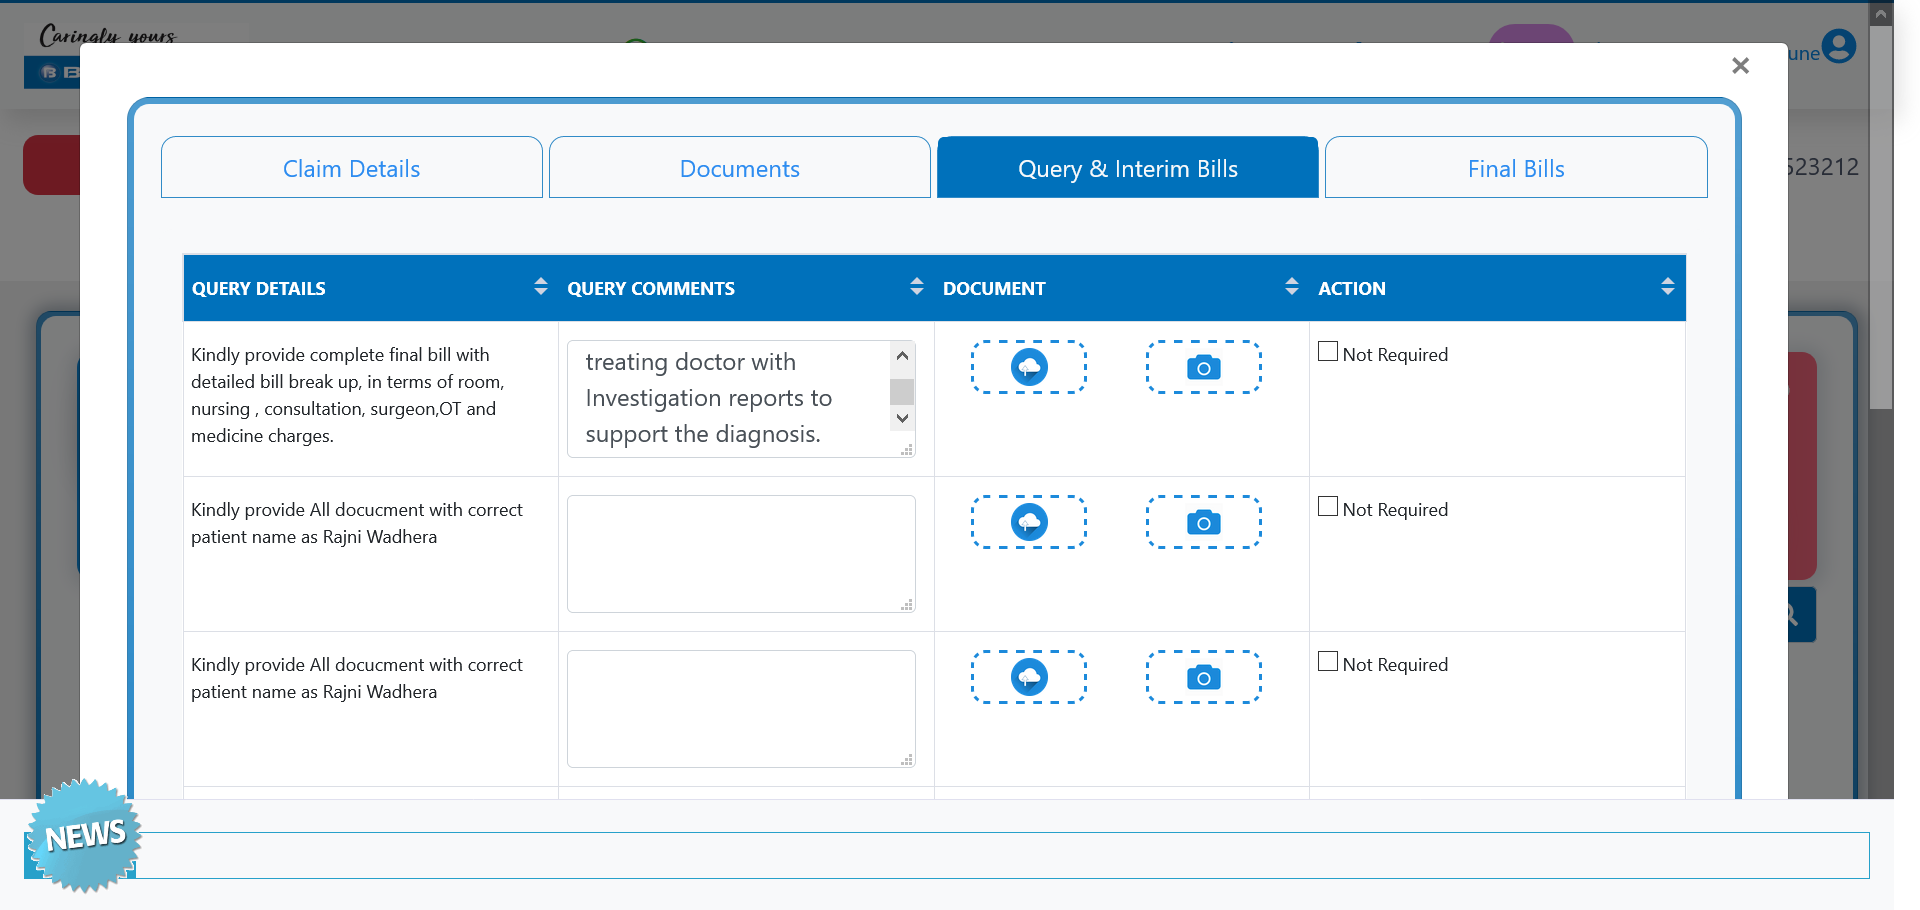 Caringly yours
B B
une
523212
×
Claim Details
Documents
Query & Interim Bills
Final Bills
QUERY DETAILS
QUERY COMMENTS
DOCUMENT
ACTION
Kindly provide complete final bill with
detailed bill break up, in terms of room,
nursing , consultation, surgeon,OT and
medicine charges.
treating doctor with
Investigation reports to
support the diagnosis.
Not Required
Kindly provide All docucment with correct
patient name as Rajni Wadhera
Not Required
Kindly provide All docucment with correct
patient name as Rajni Wadhera
Not Required
NEWS